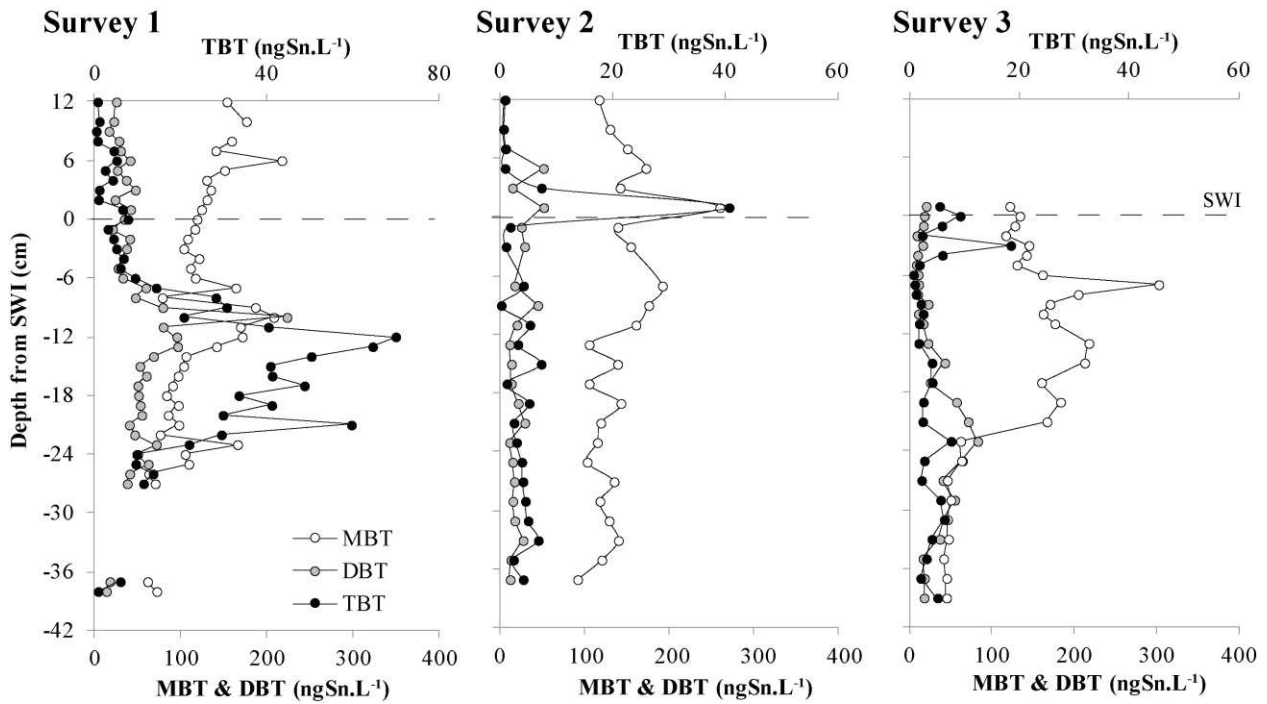 Survey 1
TBT (ngSn.L⁻¹)
0 40 80
Survey 2
TBT (ngSn.L⁻¹)
0 20 40 60
Survey 3
TBT (ngSn.L⁻¹)
0 20 40 60
Depth from SWI (cm)
12
6
0
-6
-12
-18
-24
-30
-36
-42
SWI
MBT
DBT
TBT
0 100 200 300 400
MBT & DBT (ngSn.L⁻¹)
0 100 200 300 400
MBT & DBT (ngSn.L⁻¹)
0 100 200 300 400
MBT & DBT (ngSn.L⁻¹)